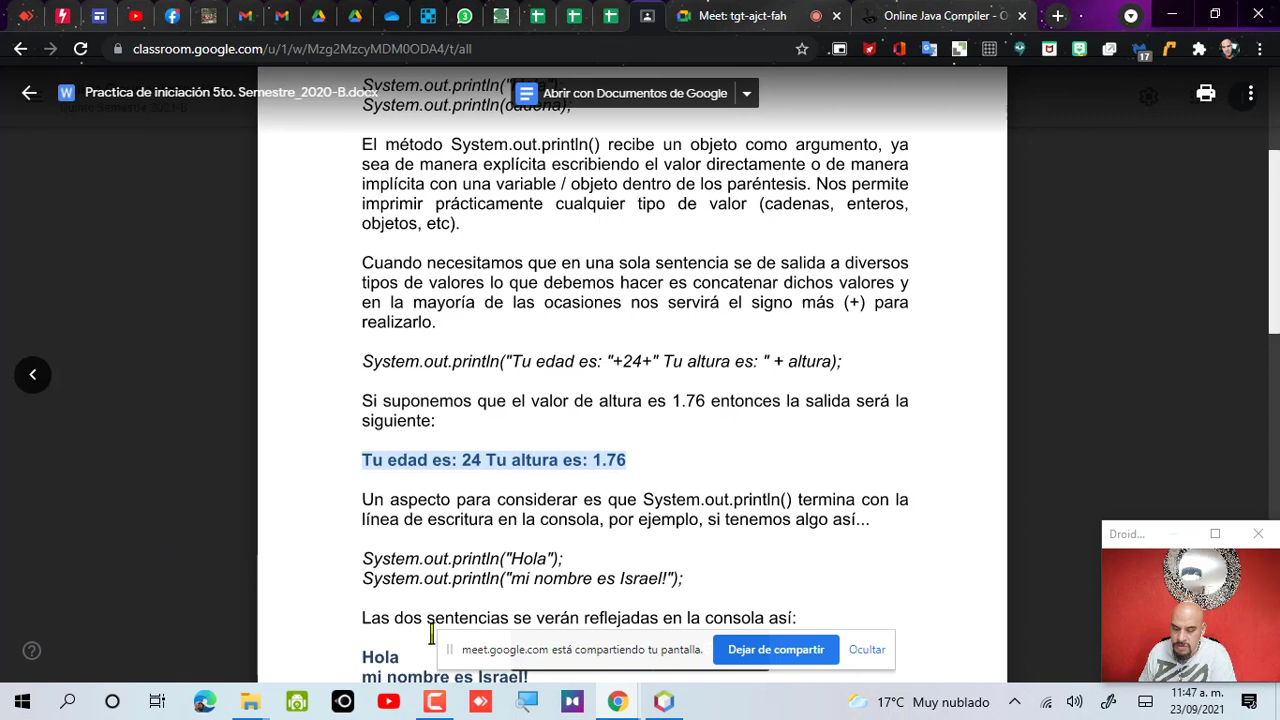 Meet: tgt-ajct-fah
Online Java Compiler -
classroom.google.com/u/1/v/Mzg2MzcyMDM0ODA4/t/all
17
Practica de iniciación 5to. Semestre_2020-B.docx
Abrir con Documentos de Google
System.out.println(cadena);
El método System.out.println() recibe un objeto como argumento, ya
sea de manera explícita escribiendo el valor directamente o de manera
implícita con una variable / objeto dentro de los paréntesis. Nos permite
imprimir prácticamente cualquier tipo de valor (cadenas, enteros,
objetos, etc).
Cuando necesitamos que en una sola sentencia se de salida a diversos
tipos de valores lo que debemos hacer es concatenar dichos valores y
en la mayoría de las ocasiones nos servirá el signo más (+) para
realizarlo.
System.out.println("Tu edad es: "+24+" Tu altura es: " + altura);
Si suponemos que el valor de altura es 1.76 entonces la salida será la
siguiente:
Tu edad es: 24 Tu altura es: 1.76
Un aspecto para considerar es que System.out.println() termina con la
línea de escritura en la consola, por ejemplo, si tenemos algo así...
System.out.println("Hola");
System.out.println("mi nombre es Israel!");
Las dos sentencias se verán reflejadas en la consola así:
Hola
mi nombre es Israel!
meet.google.com está compartiendo tu pantalla.
Dejar de compartir
Ocultar
Droid...
17°C Muy nublado
11:47 a. m.
23/09/2021